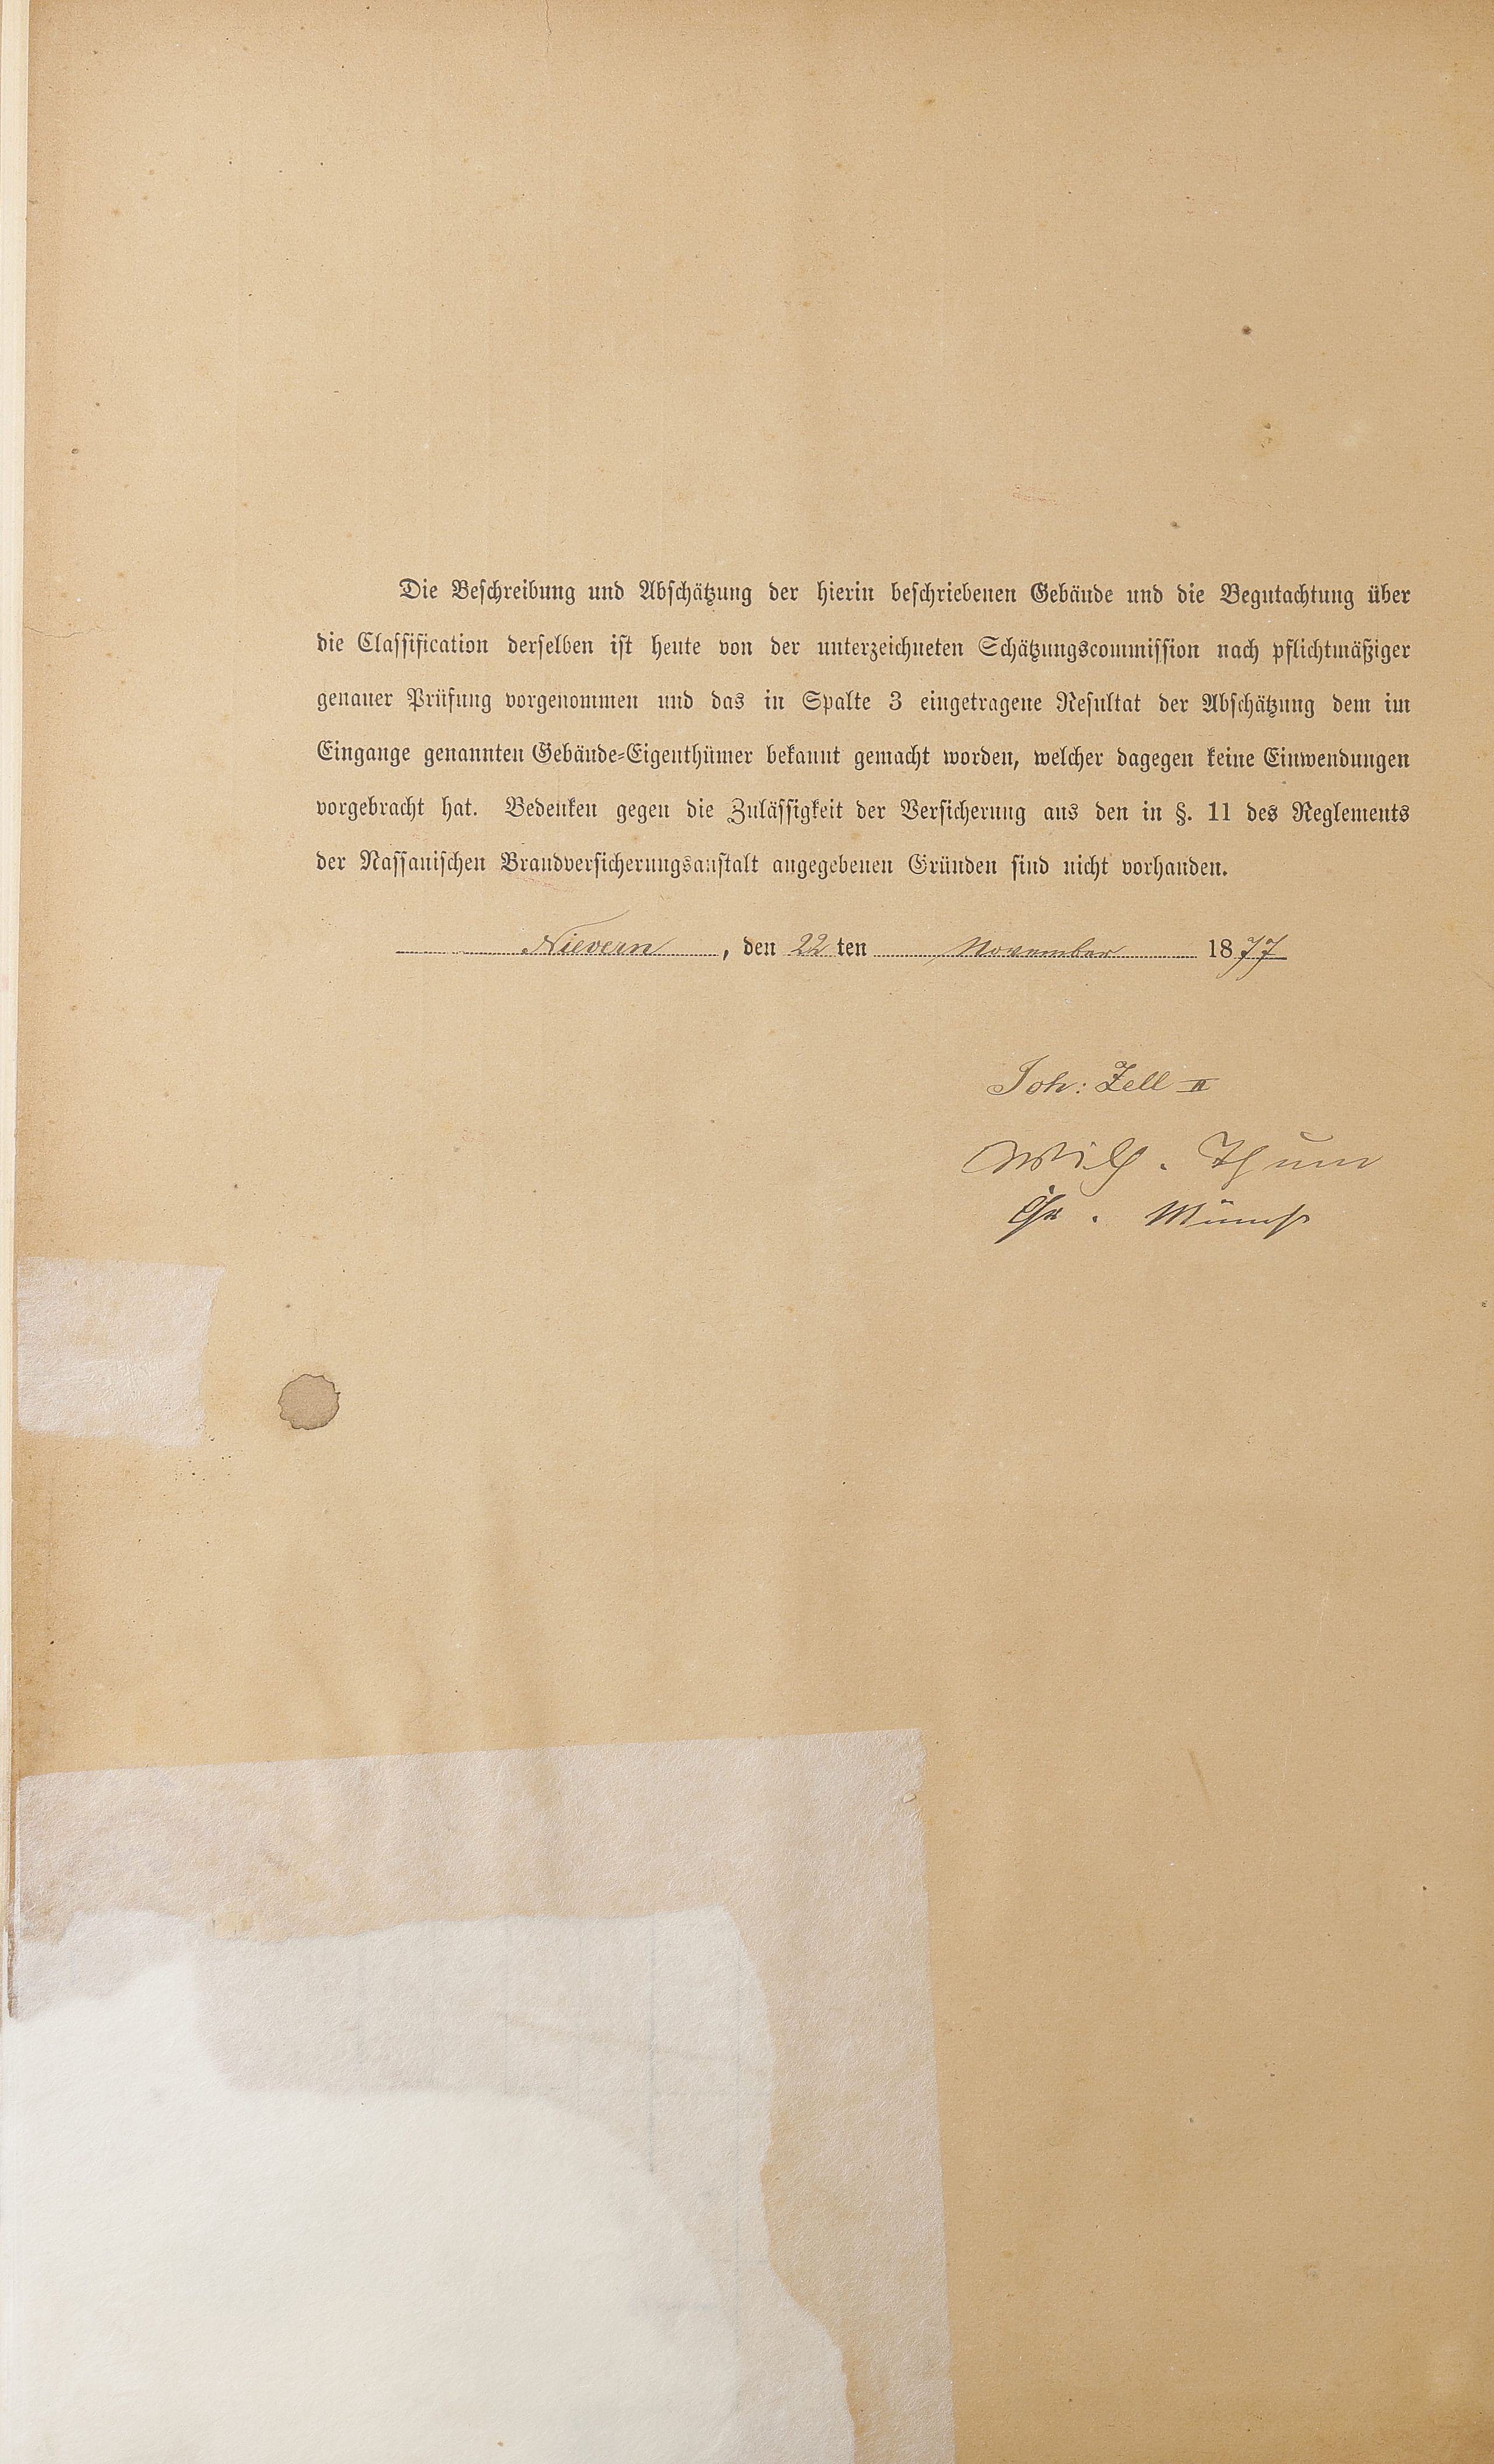 Die Beschreibung und Abschätzung der hierin beschriebenen Gebäude und die Begutachtung über
die Classification derselben ist heute von der unterzeichneten Schätzungscommission nach pflichtmäßiger
genauer Prüfung vorgenommen und das in Spalte 3 eingetragene Resultat der Abschätzung dem im
Eingange genannten Gebäude-Eigenthümer bekannt gemacht worden, welcher dagegen keine Einwendungen
vorgebracht hat. Bedenken gegen die Zulässigkeit der Versicherung aus den in §. 11 des Reglements
der Nassauischen Brandversicherungsanstalt angegebenen Gründen sind nicht vorhanden.
Nievern, den 22ten November 1877
Joh: Zell II
Wilh. Thum